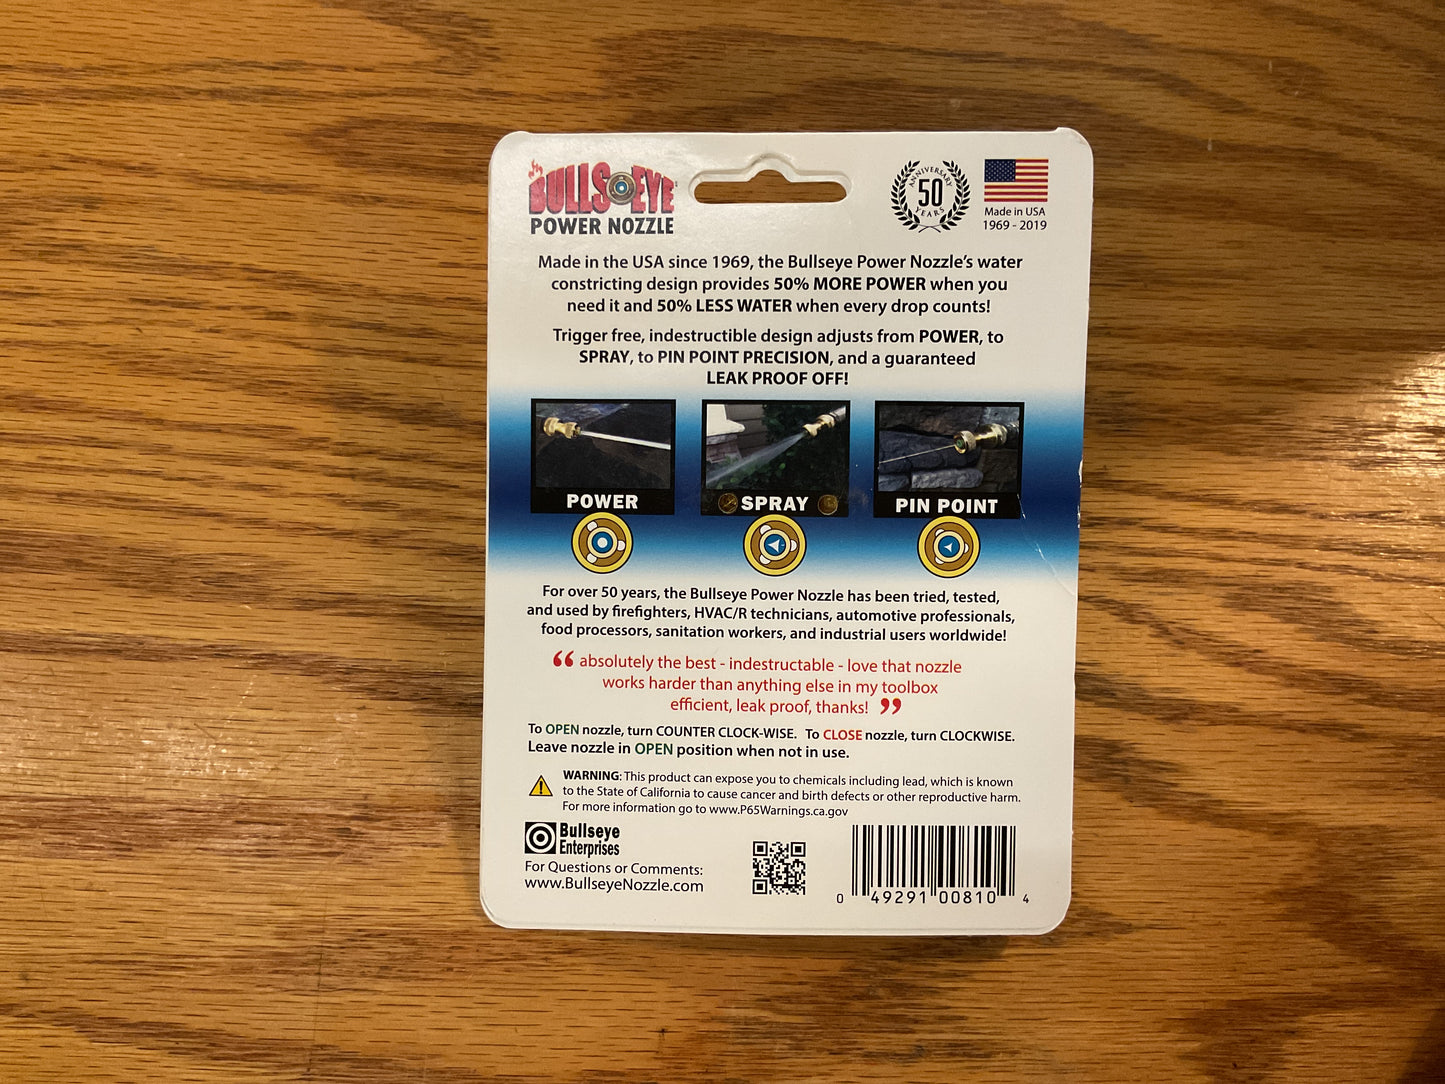 BULLSEYE
POWER NOZZLE
ANNIVERSARY
50
YEARS
Made in USA
1969 - 2019
Made in the USA since 1969, the Bullseye Power Nozzle's water
constricting design provides 50% MORE POWER when you
need it and 50% LESS WATER when every drop counts!
Trigger free, indestructible design adjusts from POWER, to
SPRAY, to PIN POINT PRECISION, and a guaranteed
LEAK PROOF OFF!
POWER
SPRAY
PIN POINT
For over 50 years, the Bullseye Power Nozzle has been tried, tested,
and used by firefighters, HVAC/R technicians, automotive professionals,
food processors, sanitation workers, and industrial users worldwide!
“ absolutely the best - indestructable - love that nozzle
works harder than anything else in my toolbox
efficient, leak proof, thanks! ”
To OPEN nozzle, turn COUNTER CLOCK-WISE. To CLOSE nozzle, turn CLOCKWISE.
Leave nozzle in OPEN position when not in use.
WARNING: This product can expose you to chemicals including lead, which is known
to the State of California to cause cancer and birth defects or other reproductive harm.
For more information go to www.P65Warnings.ca.gov
Bullseye
Enterprises
For Questions or Comments:
www.BullseyeNozzle.com
0 49291 00810 4